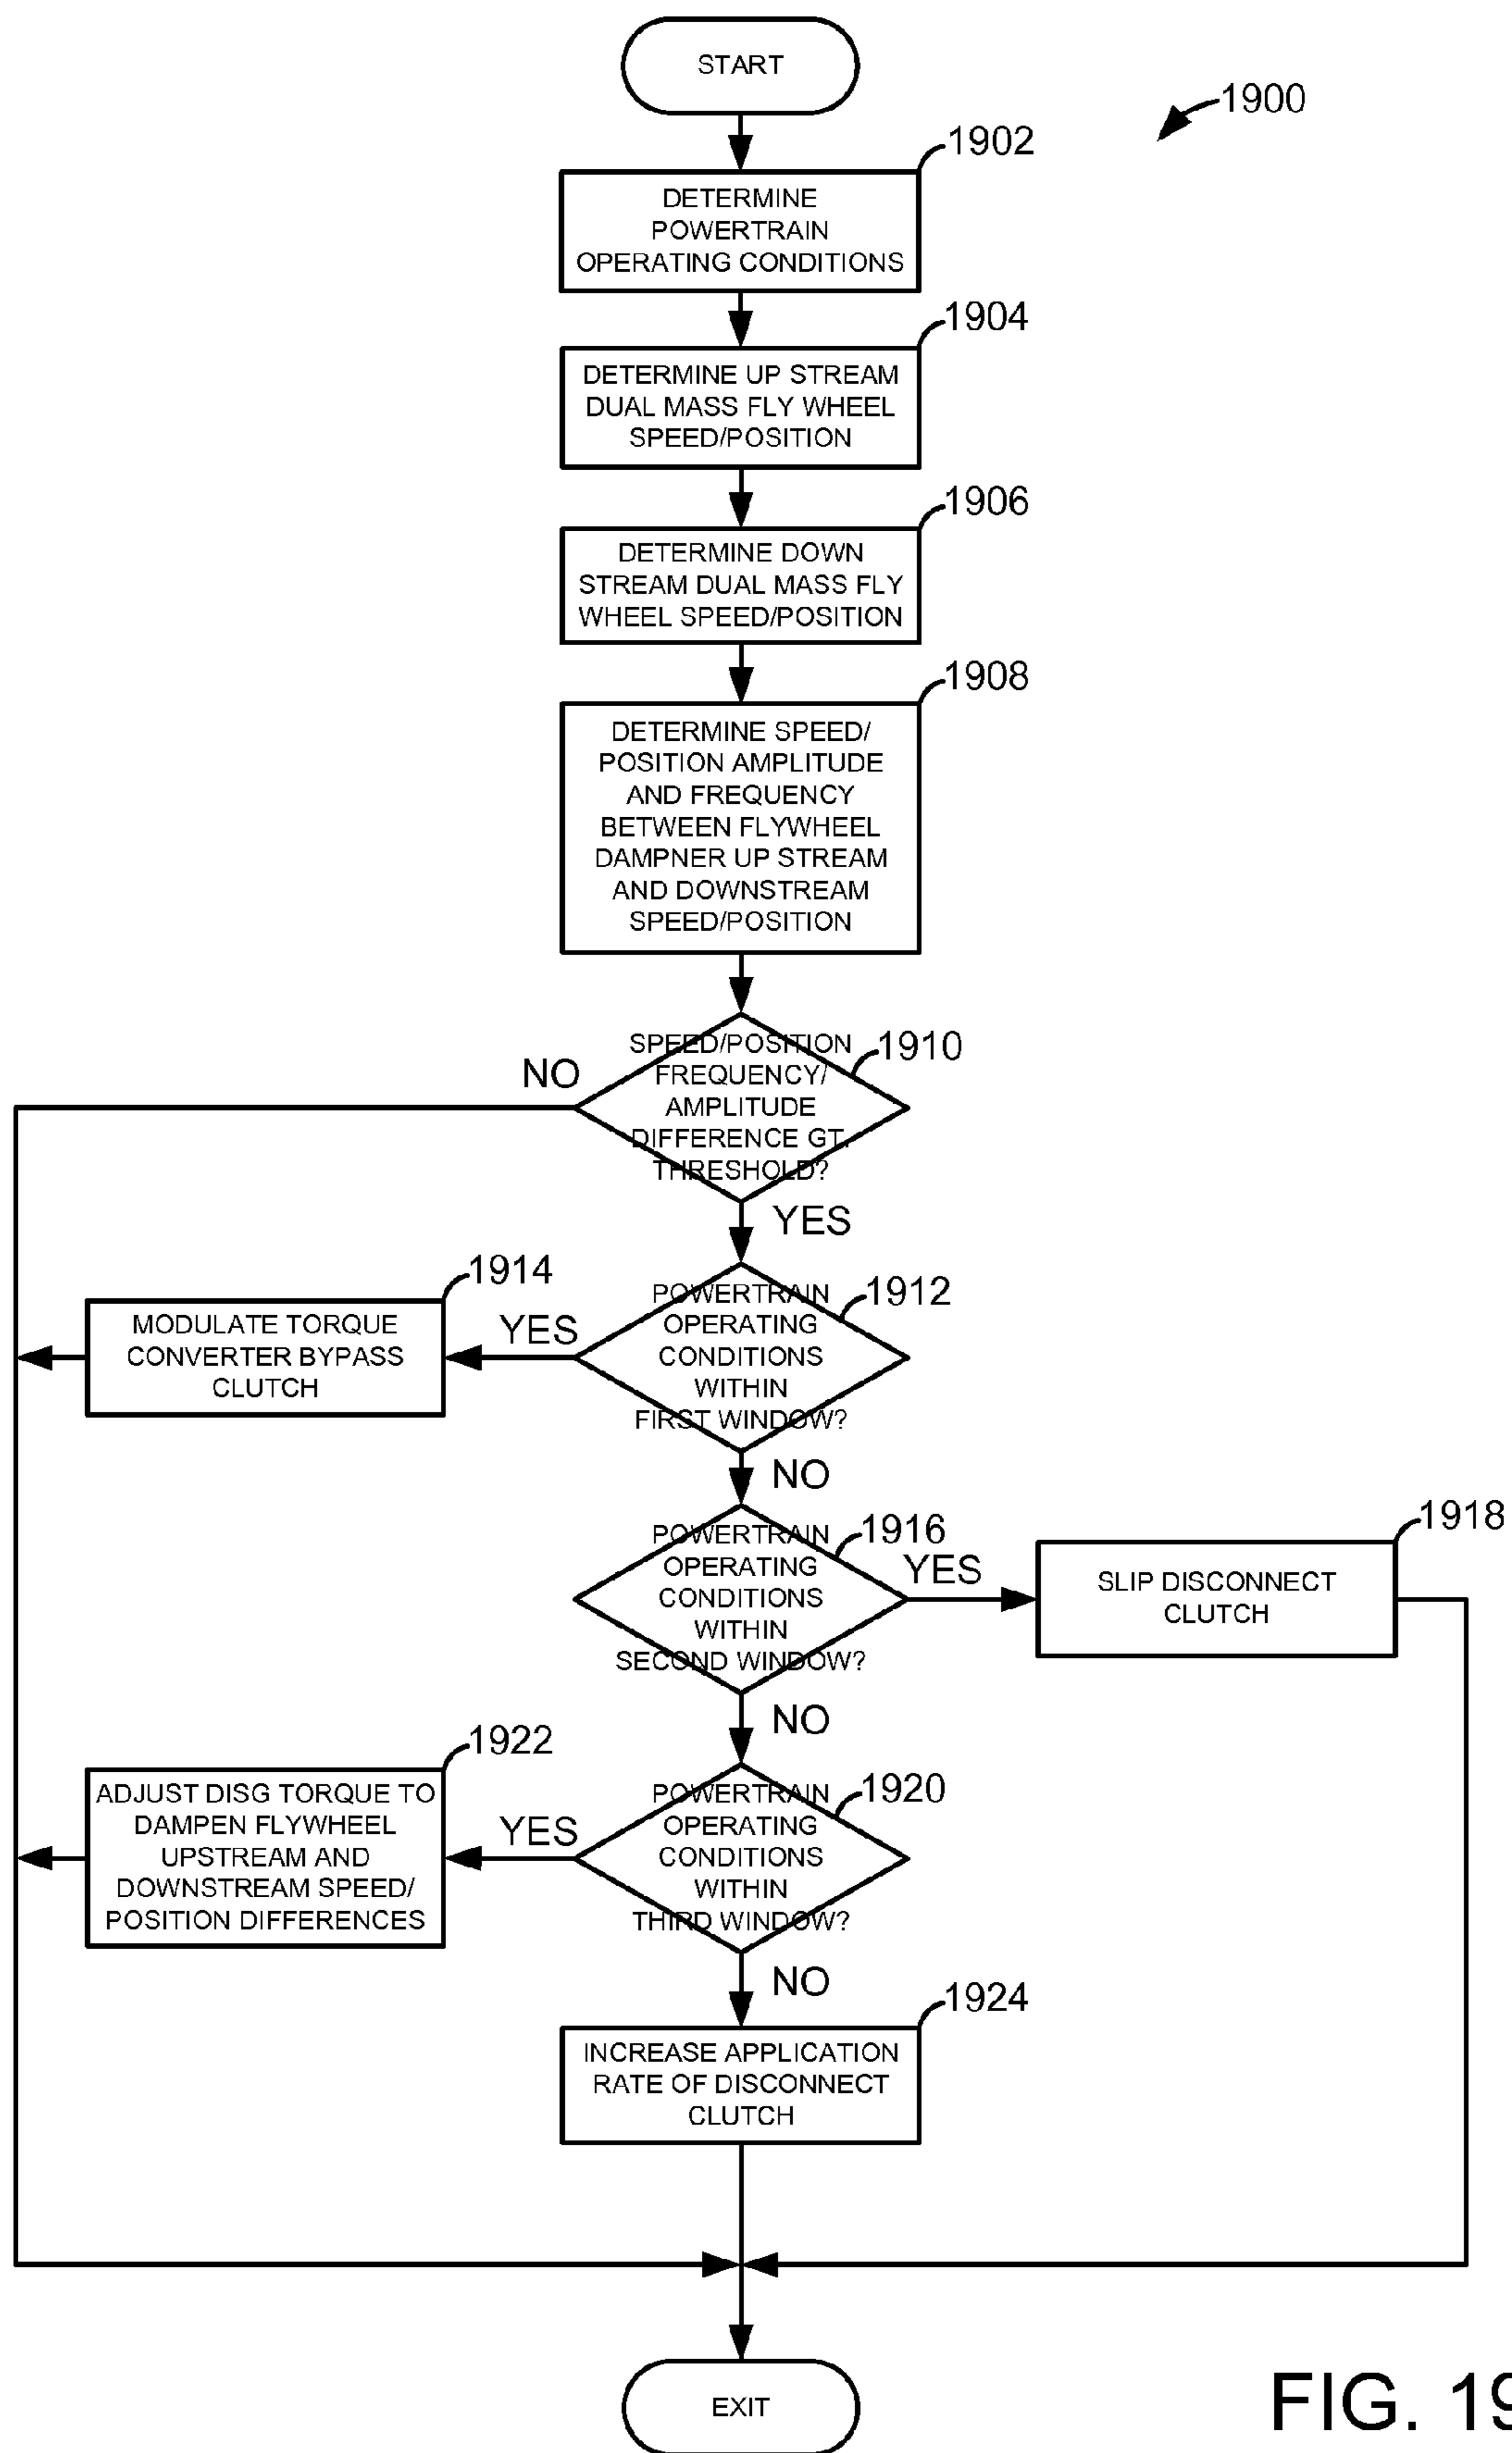 START
1900
1902
DETERMINE
POWERTRAIN
OPERATING CONDITIONS
1904
DETERMINE UP STREAM
DUAL MASS FLY WHEEL
SPEED/POSITION
1906
DETERMINE DOWN
STREAM DUAL MASS FLY
WHEEL SPEED/POSITION
1908
DETERMINE SPEED/
POSITION AMPLITUDE
AND FREQUENCY
BETWEEN FLYWHEEL
DAMPNER UP STREAM
AND DOWNSTREAM
SPEED/POSITION
1910
SPEED/POSITION
FREQUENCY/
AMPLITUDE
DIFFERENCE GT.
THRESHOLD?
NO
YES
1912
POWERTRAIN
OPERATING
CONDITIONS
WITHIN
FIRST WINDOW?
YES
1914
MODULATE TORQUE
CONVERTER BYPASS
CLUTCH
NO
1916
POWERTRAIN
OPERATING
CONDITIONS
WITHIN
SECOND WINDOW?
YES
1918
SLIP DISCONNECT
CLUTCH
NO
1920
POWERTRAIN
OPERATING
CONDITIONS
WITHIN
THIRD WINDOW?
YES
1922
ADJUST DISG TORQUE TO
DAMPEN FLYWHEEL
UPSTREAM AND
DOWNSTREAM SPEED/
POSITION DIFFERENCES
NO
1924
INCREASE APPLICATION
RATE OF DISCONNECT
CLUTCH
EXIT
FIG. 19